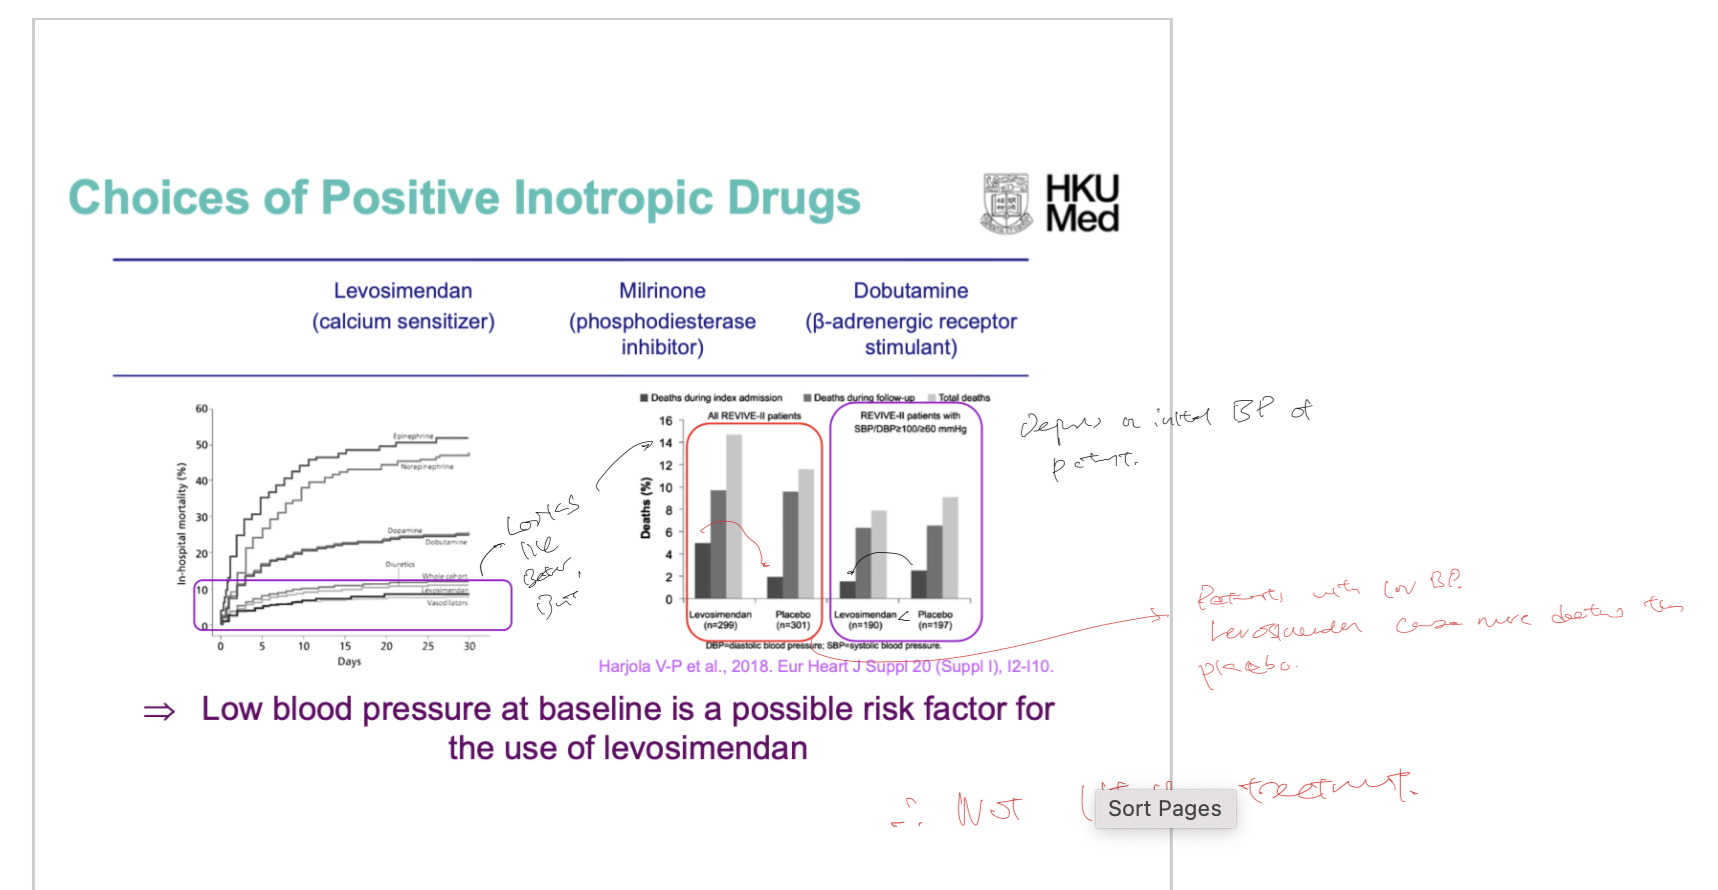 Choices of Positive Inotropic Drugs
HKU
Med
Levosimendan
(calcium sensitizer)
Milrinone
(phosphodiesterase
inhibitor)
Dobutamine
(β-adrenergic receptor
stimulant)
60
50
40
30
20
10
0
In-hospital mortality (%)
Epinephrine
Norepinephrine
Dopamine
Dobutamine
Diuretics
Whole cohort
Levosimendan
Vasodilators
0 5 10 15 20 25 30
Days
Looks
like
Better,
But
Deaths during index admission Deaths during follow-up Total deaths
All REVIVE-II patients
REVIVE-II patients with
SBP/DBP≥100/≥60 mmHg
16
14
12
10
8
6
4
2
0
Deaths (%)
Levosimendan
(n=299)
Placebo
(n=301)
Levosimendan <
(n=190)
Placebo
(n=197)
DBP=diastolic blood pressure; SBP=systolic blood pressure.
Harjola V-P et al., 2018. Eur Heart J Suppl 20 (Suppl I), I2-I10.
on initial BP of
patient.
Patients with low BP.
Levosimendan cause more deaths than
placebo.
⇒ Low blood pressure at baseline is a possible risk factor for
the use of levosimendan
∴ Not treatment.
Sort Pages